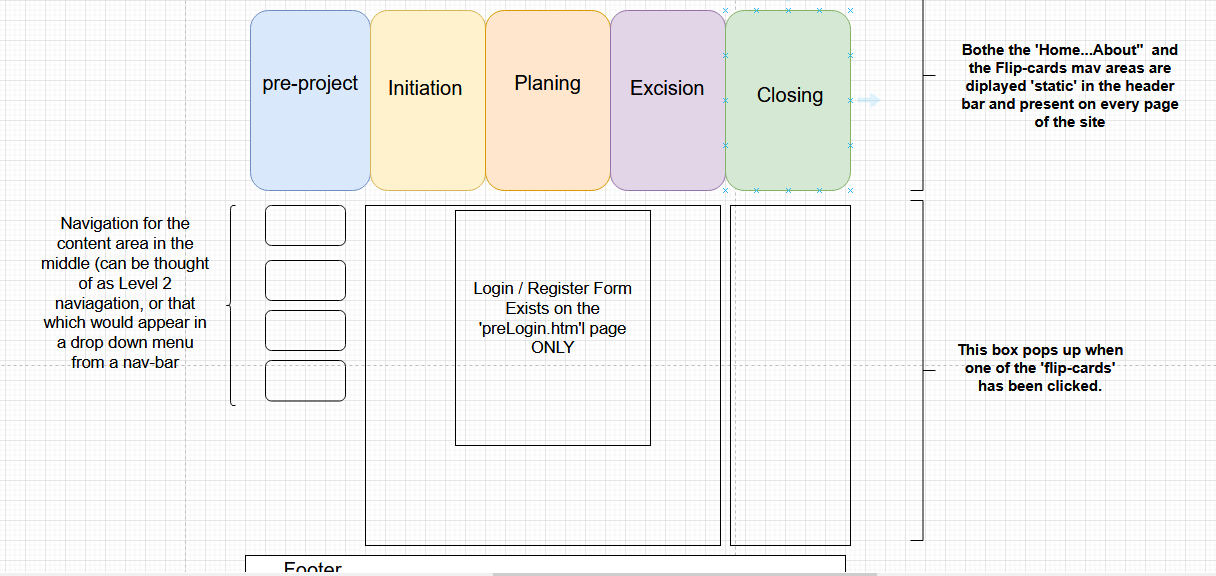 pre-project
Initiation
Planing
Excision
Closing
Bothe the 'Home...About" and
the Flip-cards mav areas are
diplayed 'static' in the header
bar and present on every page
of the site
Navigation for the
content area in the
middle (can be thought
of as Level 2
naviagation, or that
which would appear in
a drop down menu
from a nav-bar
Login / Register Form
Exists on the
'preLogin.htm'l page
ONLY
This box pops up when
one of the 'flip-cards'
has been clicked.
Footer